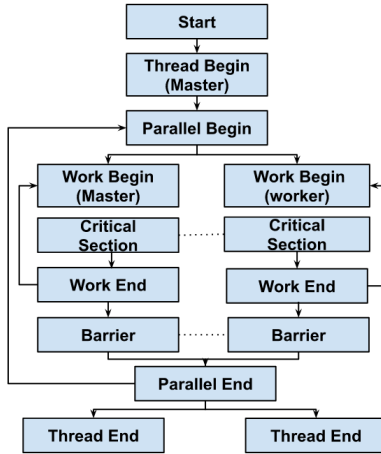 Start
Thread Begin
(Master)
Parallel Begin
Work Begin
(Master)
Work Begin
(worker)
Critical
Section
Critical
Section
Work End
Work End
Barrier
Barrier
Parallel End
Thread End
Thread End